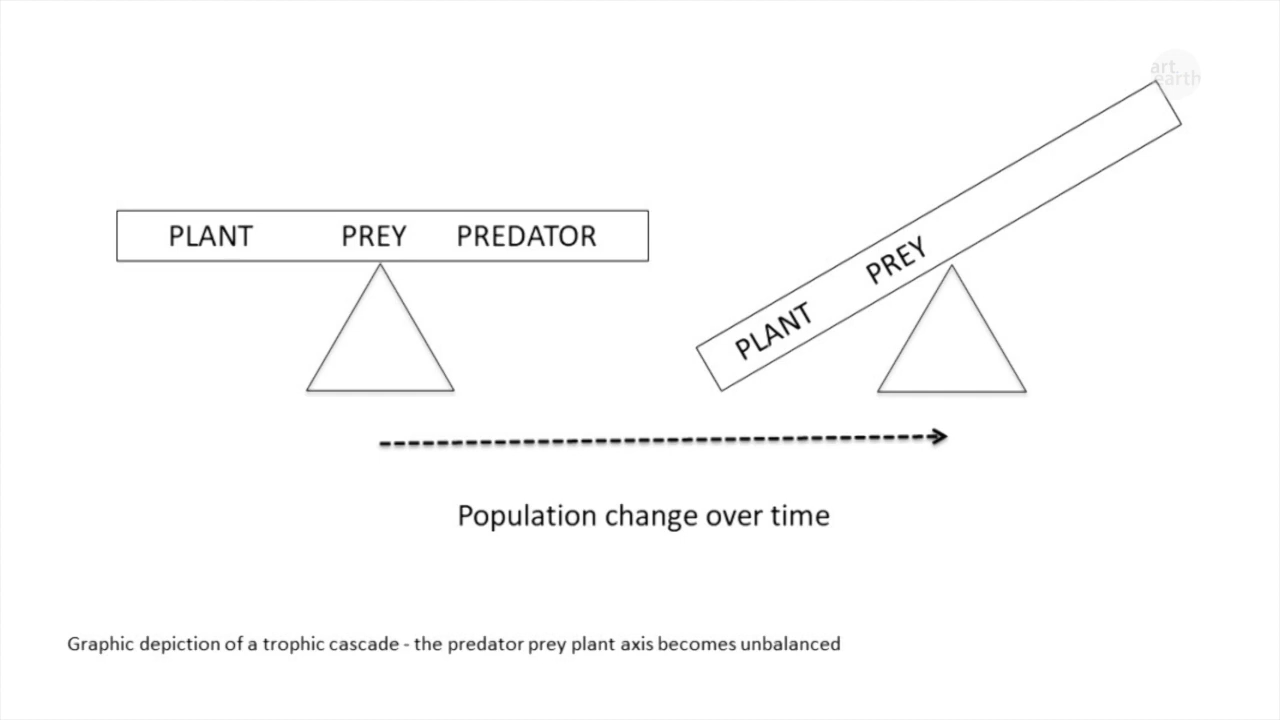 art.
earth
PLANT PREY PREDATOR
PLANT PREY
Population change over time
Graphic depiction of a trophic cascade - the predator prey plant axis becomes unbalanced